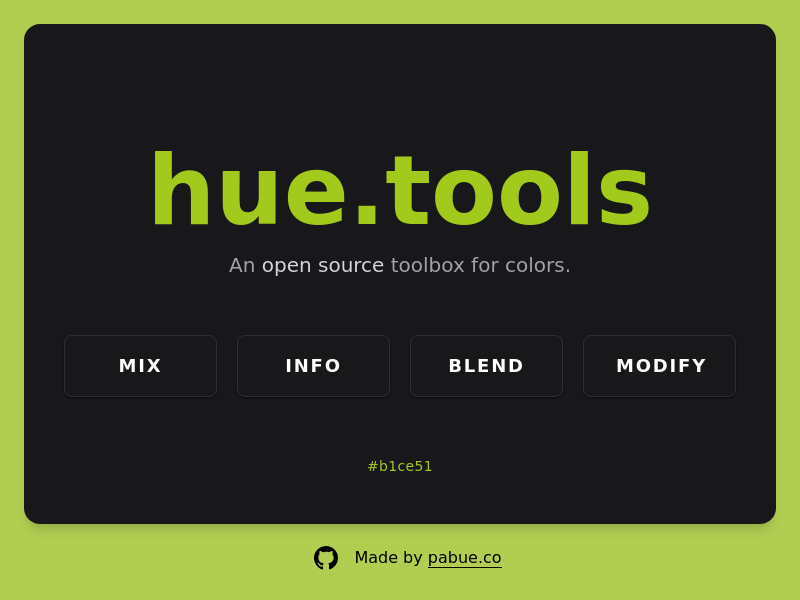 hue.tools
An open source toolbox for colors.
MIX
INFO
BLEND
MODIFY
#b1ce51
Made by pabue.co